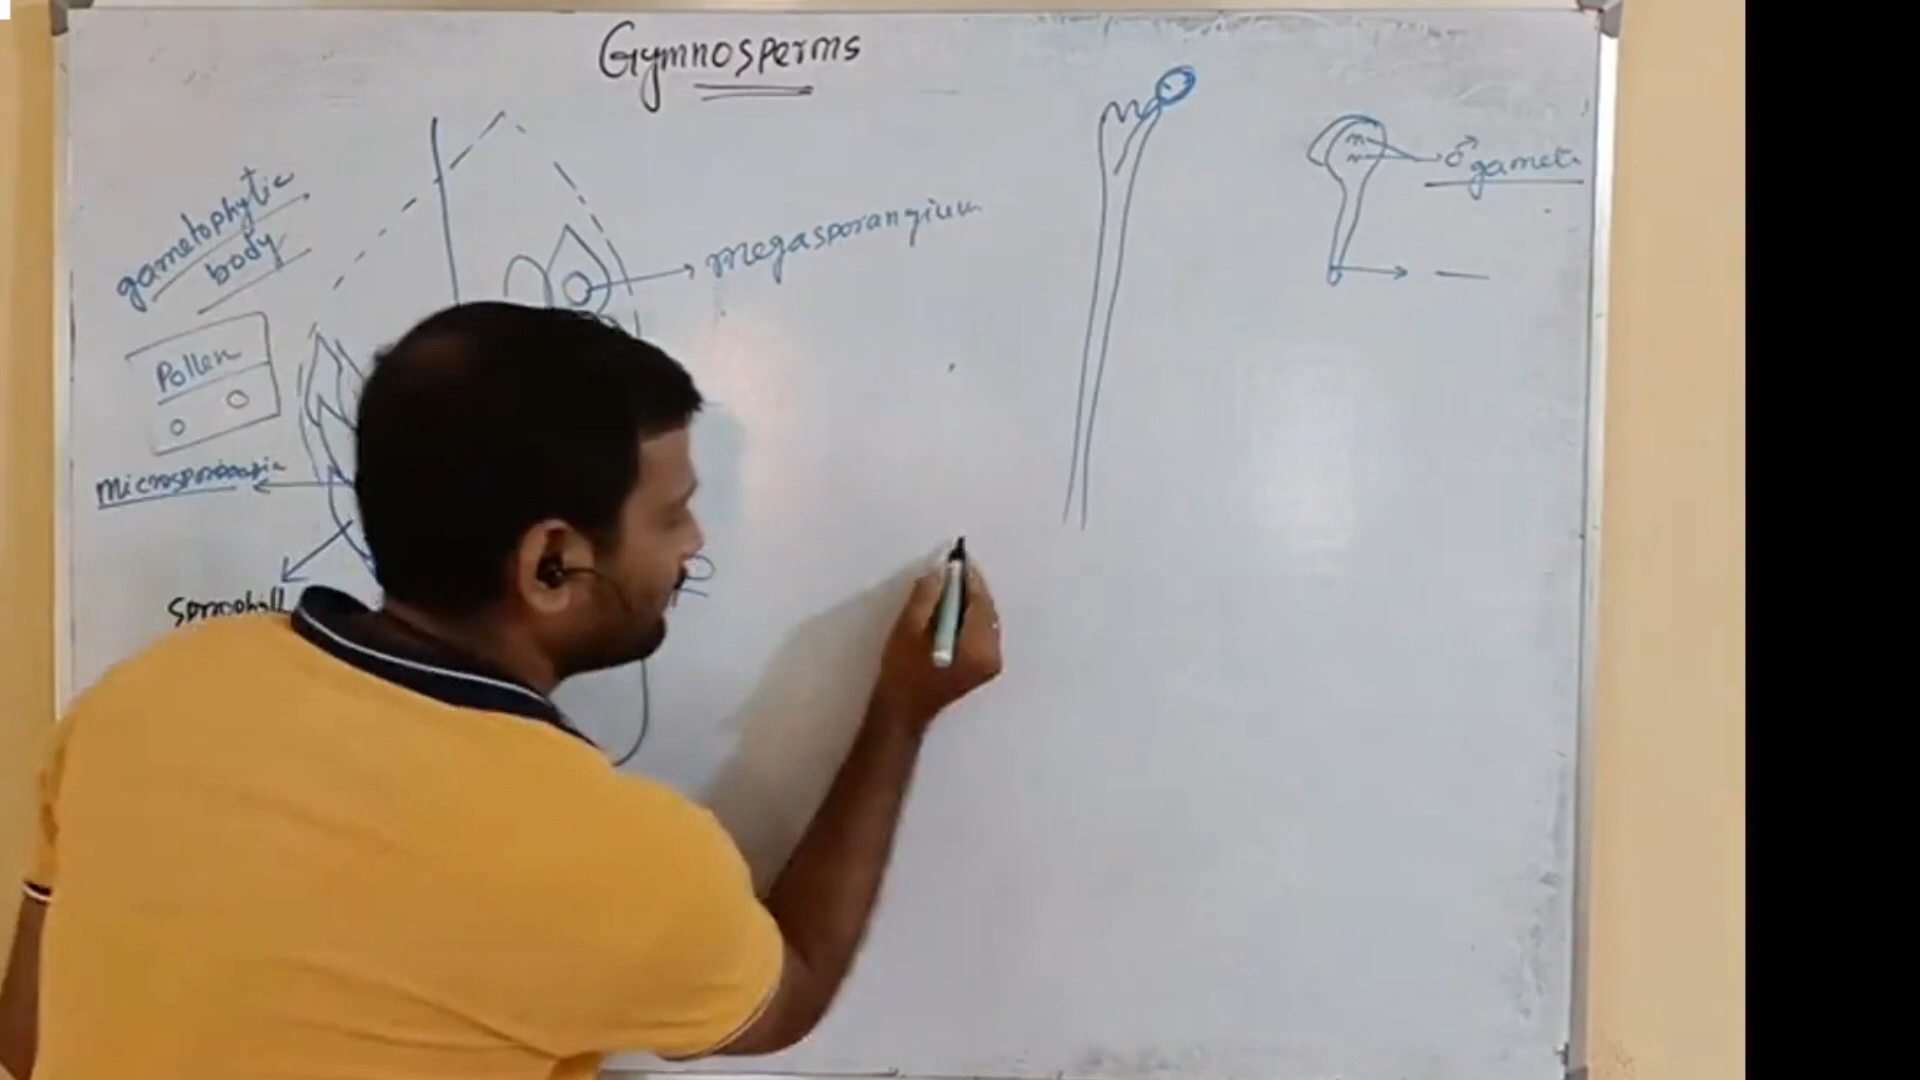 Gymnosperms
gametophytic
body
megasporangium
♂ gamete
Pollen